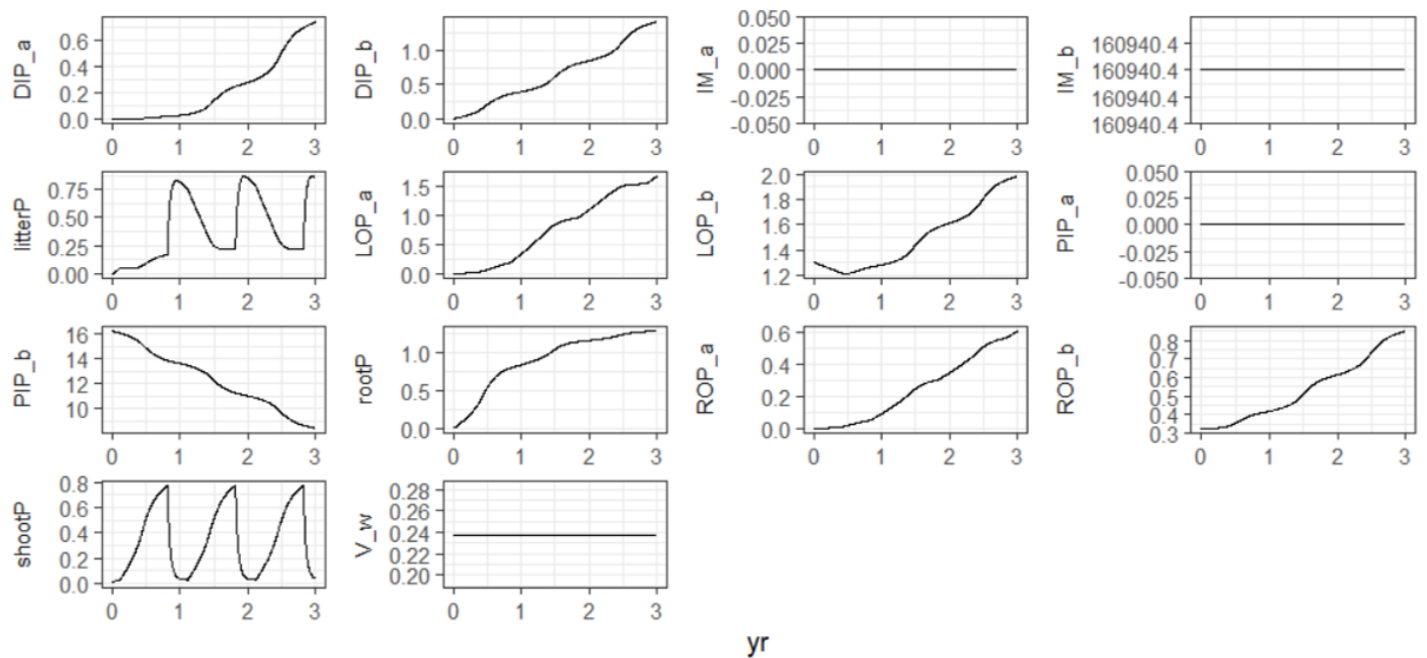 DIP_a
0.6
0.4
0.2
0.0
0 1 2 3
DIP_b
1.0
0.5
0.0
0 1 2 3
IM_a
0.050
0.025
0.000
-0.025
-0.050
0 1 2 3
IM_b
160940.4
160940.4
160940.4
160940.4
0 1 2 3
litterP
0.75
0.50
0.25
0.00
0 1 2 3
LOP_a
1.5
1.0
0.5
0.0
0 1 2 3
LOP_b
2.0
1.8
1.6
1.4
1.2
0 1 2 3
PIP_a
0.050
0.025
0.000
-0.025
-0.050
0 1 2 3
PIP_b
16
14
12
10
0 1 2 3
rootP
1.0
0.5
0.0
0 1 2 3
ROP_a
0.6
0.4
0.2
0.0
0 1 2 3
ROP_b
0.8
0.7
0.6
0.5
0.4
0.3
0 1 2 3
shootP
0.8
0.6
0.4
0.2
0.0
0 1 2 3
V_w
0.28
0.26
0.24
0.22
0.20
0 1 2 3
yr